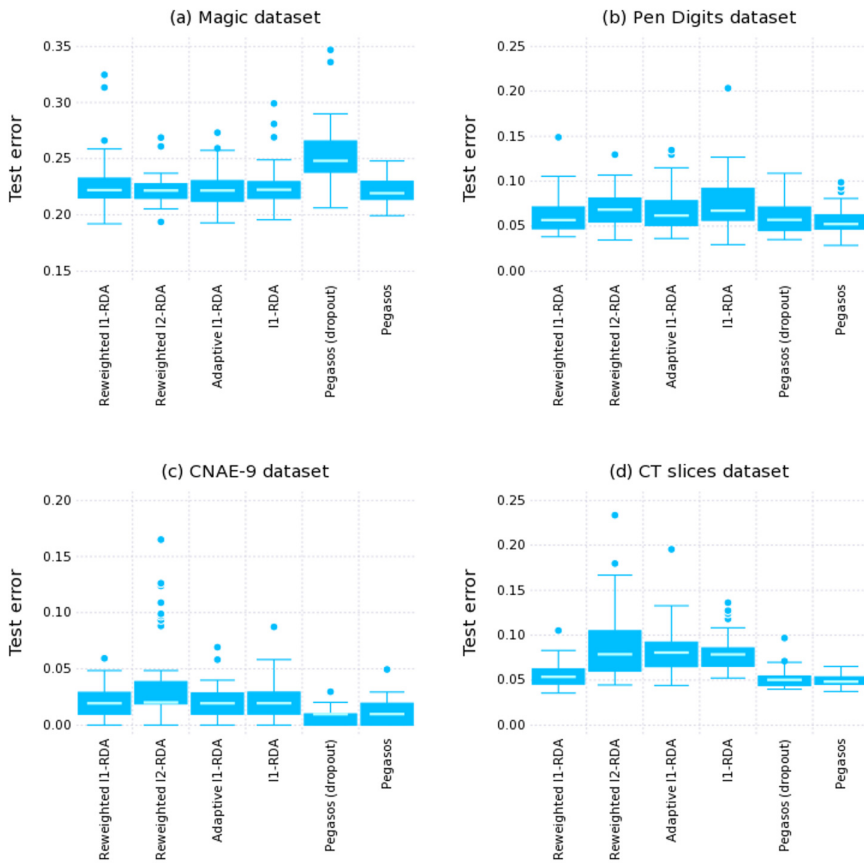 (a) Magic dataset
Test error
0.35
0.30
0.25
0.20
0.15
Reweighted l1-RDA
Reweighted l2-RDA
Adaptive l1-RDA
l1-RDA
Pegasos (dropout)
Pegasos
(b) Pen Digits dataset
Test error
0.25
0.20
0.15
0.10
0.05
0.00
Reweighted l1-RDA
Reweighted l2-RDA
Adaptive l1-RDA
l1-RDA
Pegasos (dropout)
Pegasos
(c) CNAE-9 dataset
Test error
0.20
0.15
0.10
0.05
0.00
Reweighted l1-RDA
Reweighted l2-RDA
Adaptive l1-RDA
l1-RDA
Pegasos (dropout)
Pegasos
(d) CT slices dataset
Test error
0.25
0.20
0.15
0.10
0.05
0.00
Reweighted l1-RDA
Reweighted l2-RDA
Adaptive l1-RDA
l1-RDA
Pegasos (dropout)
Pegasos